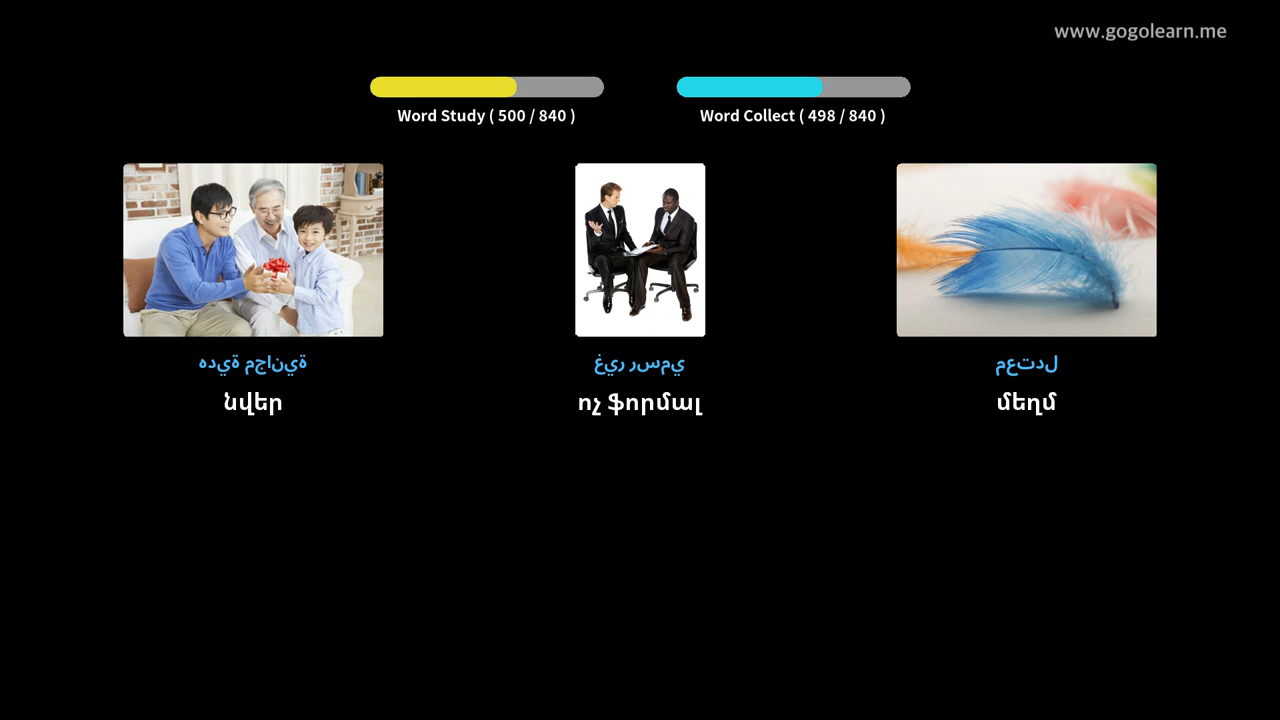 www.gogolearn.me
Word Study ( 500 / 840 )
Word Collect ( 498 / 840 )
هدية مجانية
նվեր
غير رسمي
ոչ ֆորմալ
معتدل
մեղմ